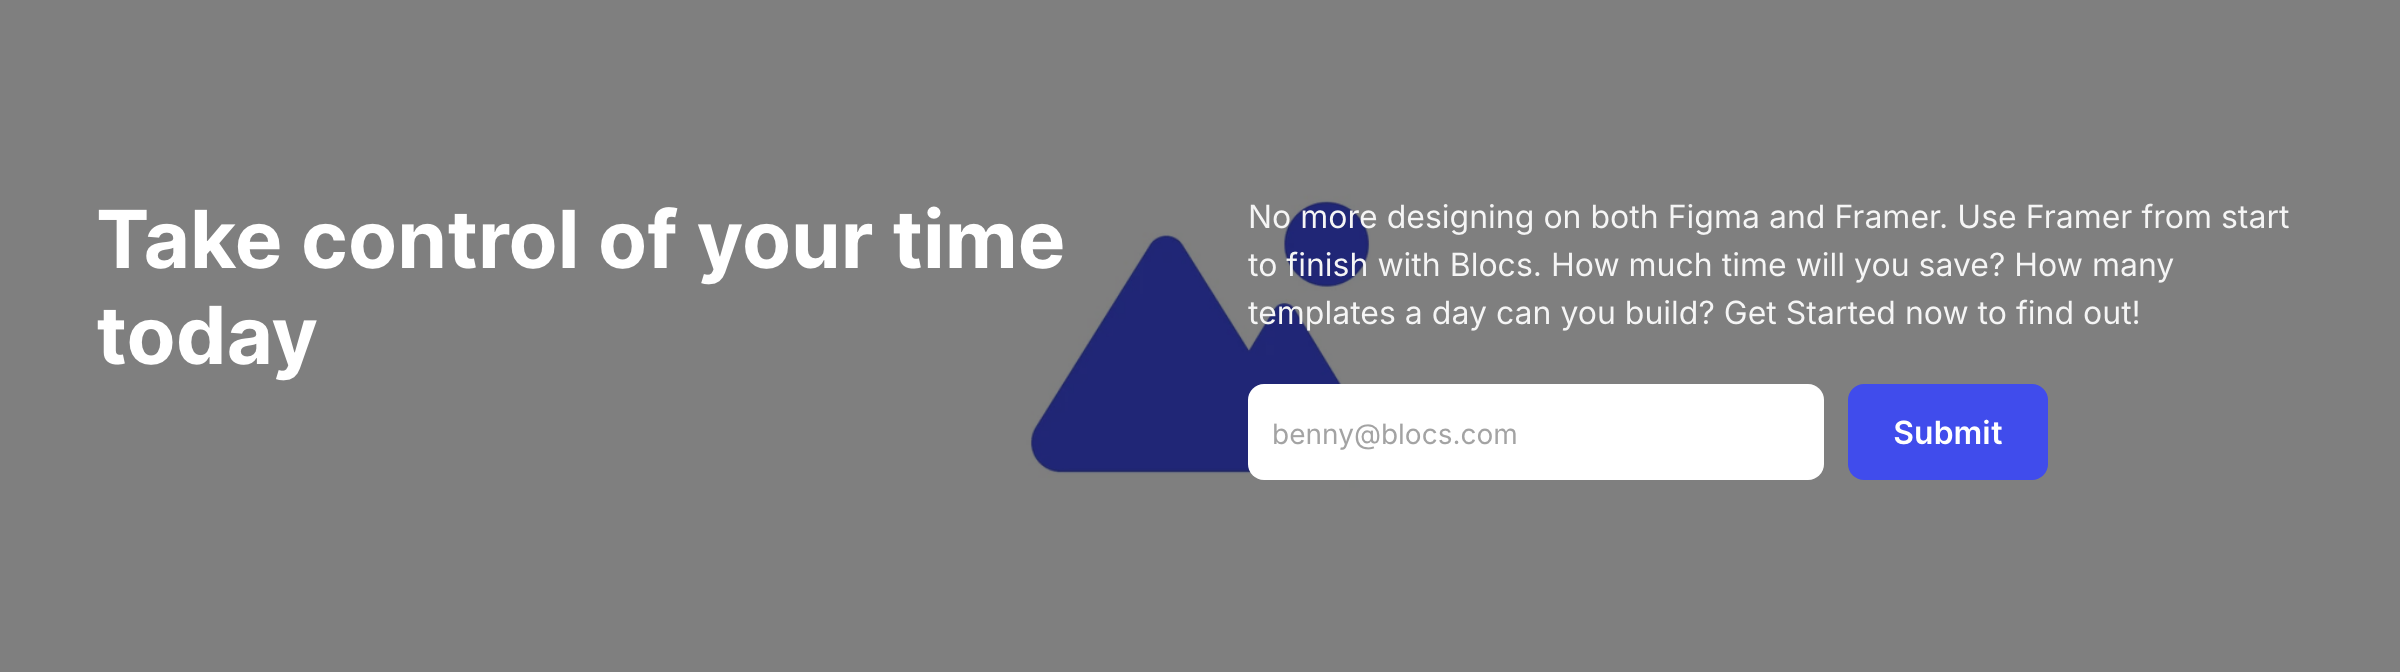 Take control of your time
today
No more designing on both Figma and Framer. Use Framer from start
to finish with Blocs. How much time will you save? How many
templates a day can you build? Get Started now to find out!
benny@blocs.com
Submit